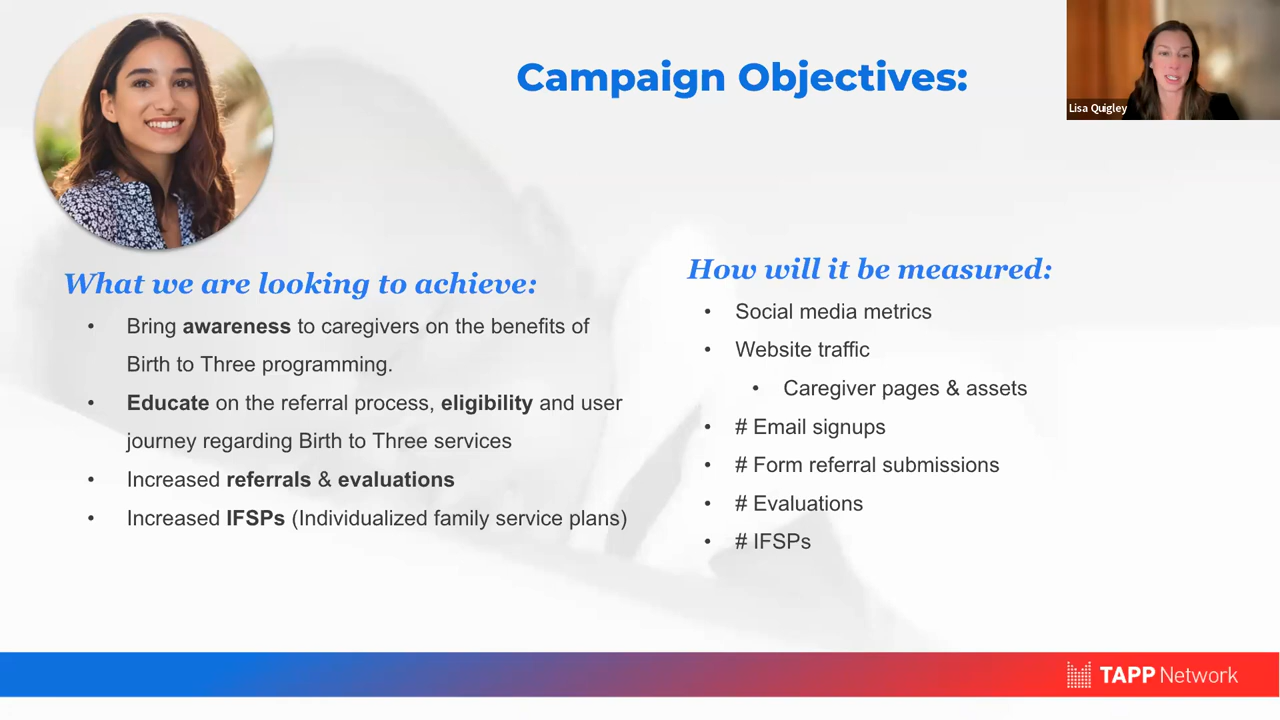 Campaign Objectives:
Lisa Quigley
What we are looking to achieve:
• Bring awareness to caregivers on the benefits of
Birth to Three programming.
• Educate on the referral process, eligibility and user
journey regarding Birth to Three services
• Increased referrals & evaluations
• Increased IFSPs (Individualized family service plans)
How will it be measured:
• Social media metrics
• Website traffic
• Caregiver pages & assets
• # Email signups
• # Form referral submissions
• # Evaluations
• # IFSPs
TAPP Network